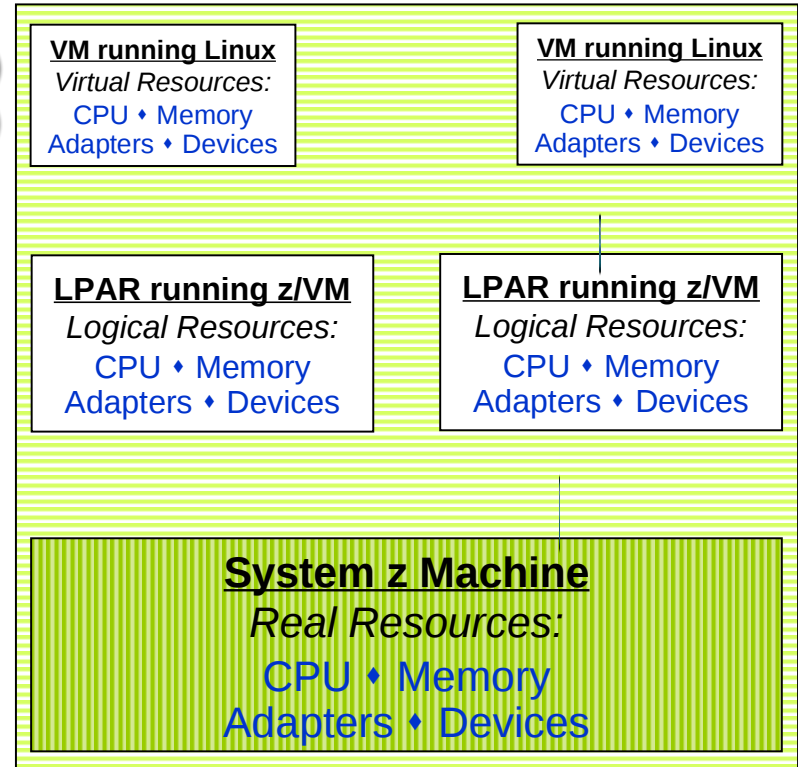 VM running Linux
Virtual Resources:
CPU ♦ Memory
Adapters ♦ Devices
VM running Linux
Virtual Resources:
CPU ♦ Memory
Adapters ♦ Devices
LPAR running z/VM
Logical Resources:
CPU ♦ Memory
Adapters ♦ Devices
LPAR running z/VM
Logical Resources:
CPU ♦ Memory
Adapters ♦ Devices
System z Machine
Real Resources:
CPU ♦ Memory
Adapters ♦ Devices